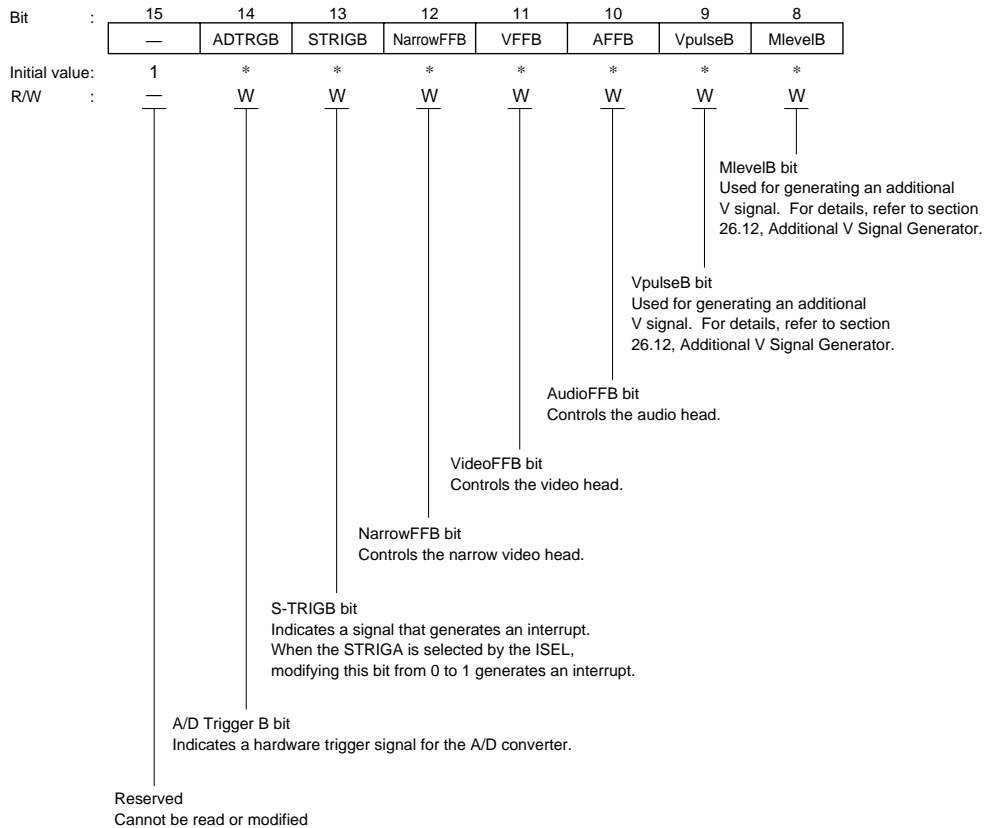 Bit : 15 14 13 12 11 10 9 8
— ADTRGB STRIGB NarrowFFB VFFB AFFB VpulseB MlevelB
Initial value: 1 * * * * * * *
R/W : — W W W W W W W
MlevelB bit
Used for generating an additional
V signal. For details, refer to section
26.12, Additional V Signal Generator.
VpulseB bit
Used for generating an additional
V signal. For details, refer to section
26.12, Additional V Signal Generator.
AudioFFB bit
Controls the audio head.
VideoFFB bit
Controls the video head.
NarrowFFB bit
Controls the narrow video head.
S-TRIGB bit
Indicates a signal that generates an interrupt.
When the STRIGA is selected by the ISEL,
modifying this bit from 0 to 1 generates an interrupt.
A/D Trigger B bit
Indicates a hardware trigger signal for the A/D converter.
Reserved
Cannot be read or modified